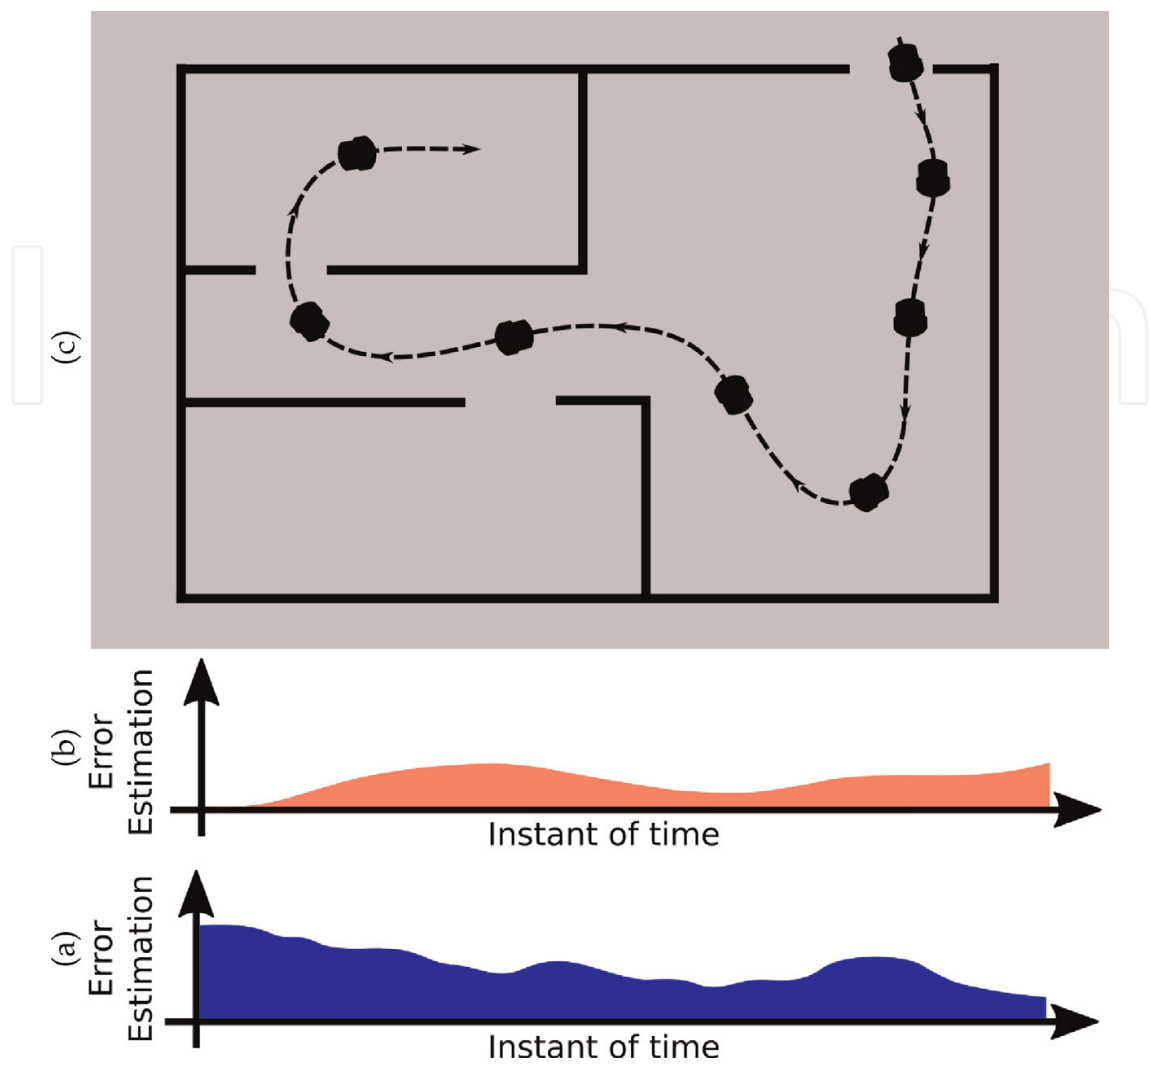 (c)
(b)
Error
Estimation
Instant of time
(a)
Error
Estimation
Instant of time